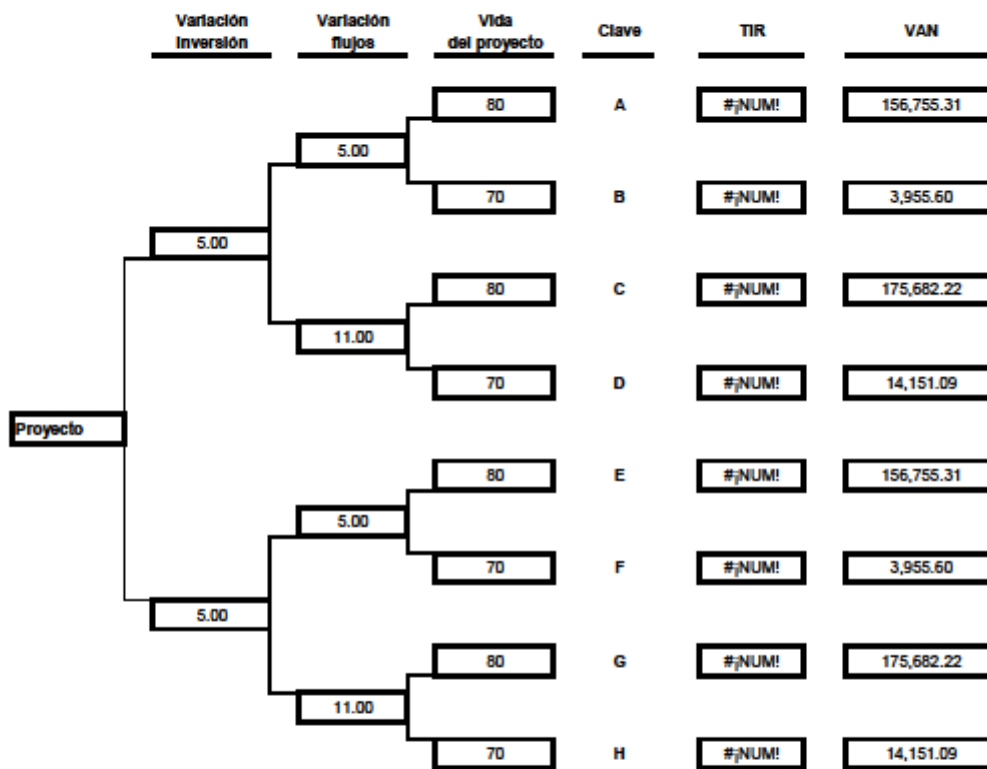 Variación inversión
Variación flujos
Vida del proyecto
Clave
TIR
VAN
80 A #¡NUM! 156,755.31
5.00
70 B #¡NUM! 3,955.60
5.00
80 C #¡NUM! 175,682.22
11.00
70 D #¡NUM! 14,151.09
Proyecto
80 E #¡NUM! 156,755.31
5.00
70 F #¡NUM! 3,955.60
5.00
80 G #¡NUM! 175,682.22
11.00
70 H #¡NUM! 14,151.09